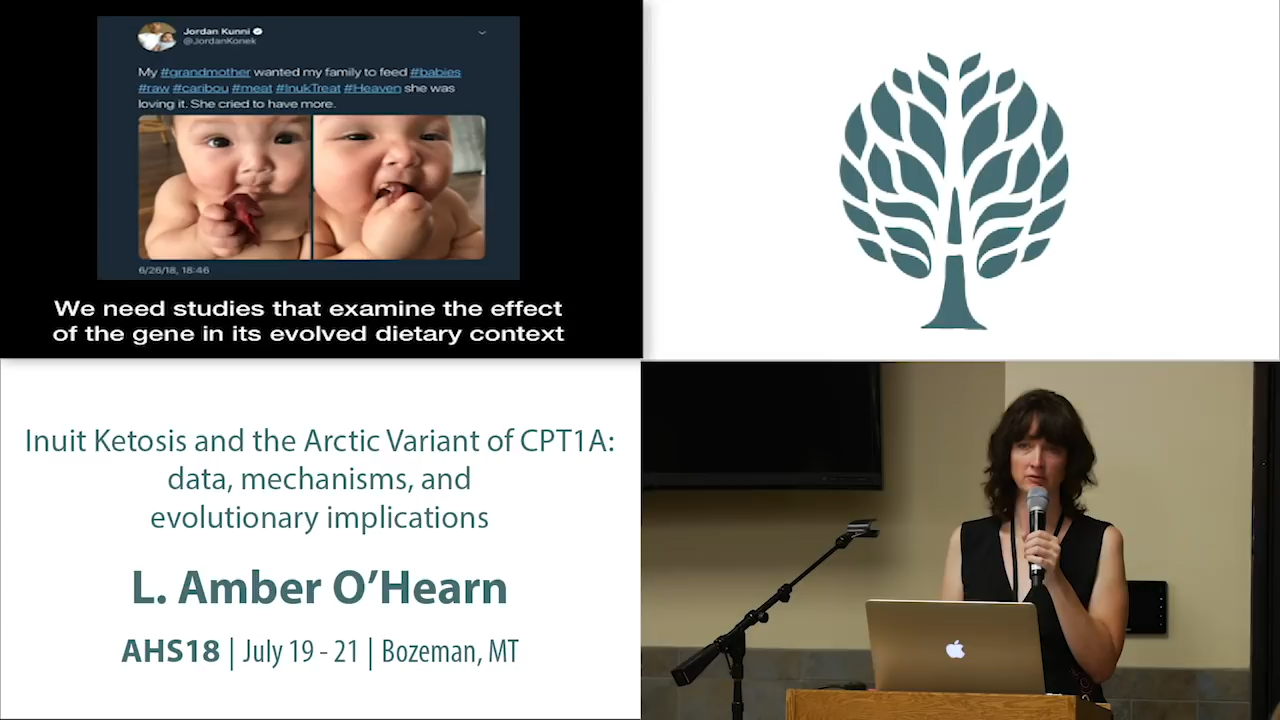 Jordan Kunni
@JordanKonek
My #grandmother wanted my family to feed #babies
#raw #caribou #meat #InukTreat #Heaven she was
loving it. She cried to have more.
6/26/18, 18:46
We need studies that examine the effect
of the gene in its evolved dietary context
Inuit Ketosis and the Arctic Variant of CPT1A:
data, mechanisms, and
evolutionary implications
L. Amber O’Hearn
AHS18 | July 19 - 21 | Bozeman, MT